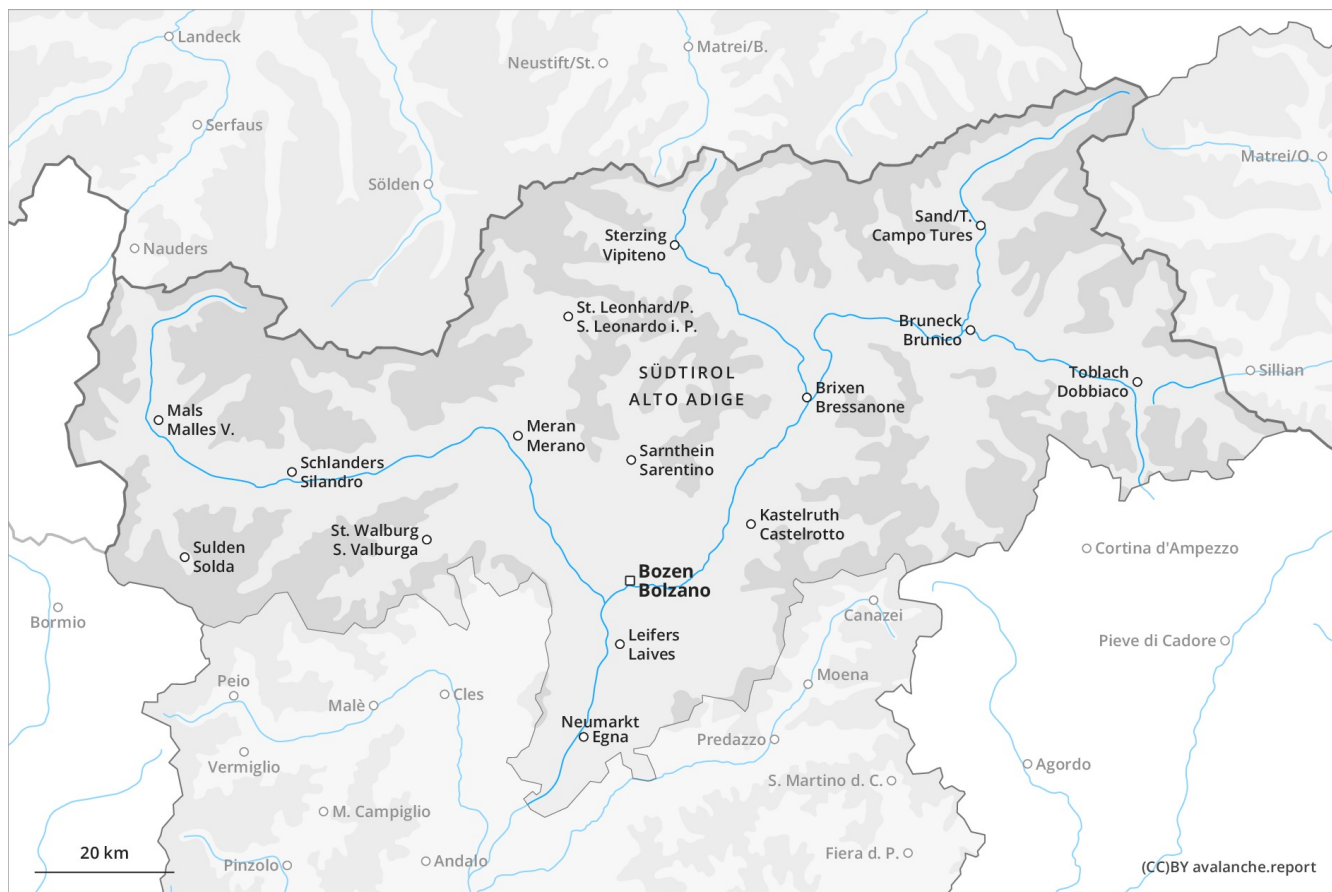 Landeck
Matrei/B.
Neustift/St.
Serfaus
Matrei/O.
Sölden
Sand/T.
Campo Tures
Nauders
Sterzing
Vipiteno
St. Leonhard/P.
S. Leonardo i. P.
Bruneck
Brunico
SÜDTIROL
ALTO ADIGE
Toblach
Dobbiaco
Sillian
Brixen
Bressanone
Mals
Malles V.
Meran
Merano
Sarnthein
Sarentino
Schlanders
Silandro
Kastelruth
Castelrotto
St. Walburg
S. Valburga
Sulden
Solda
Cortina d'Ampezzo
Bozen
Bolzano
Bormio
Canazei
Leifers
Laives
Pieve di Cadore
Peio
Moena
Cles
Malè
Neumarkt
Egna
Predazzo
Vermiglio
Agordo
S. Martino d. C.
M. Campiglio
20 km
Pinzolo
Andalo
Fiera d. P.
(CC)BY avalanche.report